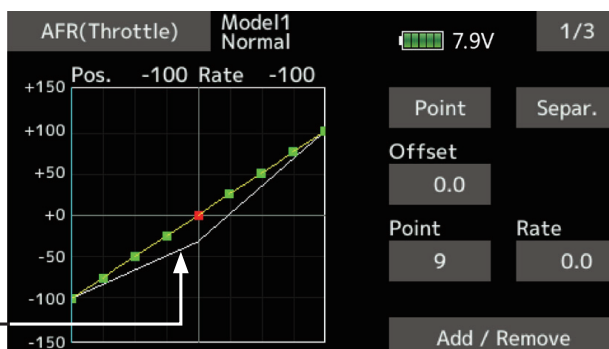 AFR(Throttle)
Model1
Normal
7.9V
1/3
Pos. -100 Rate -100
+150
+100
+50
+0
-50
-100
-150
Point
Separ.
Offset
0.0
Point
Rate
9
0.0
Add / Remove